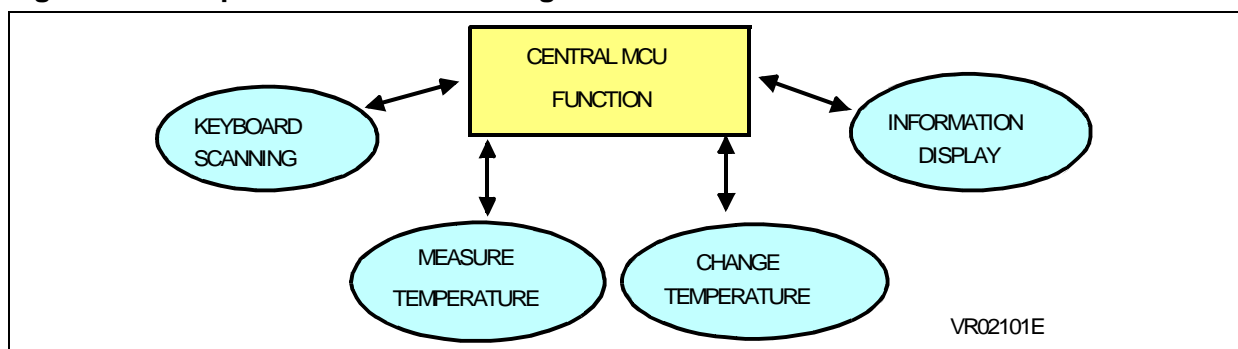 CENTRAL MCU
FUNCTION
KEYBOARD
SCANNING
INFORMATION
DISPLAY
MEASURE
TEMPERATURE
CHANGE
TEMPERATURE
VR02101E